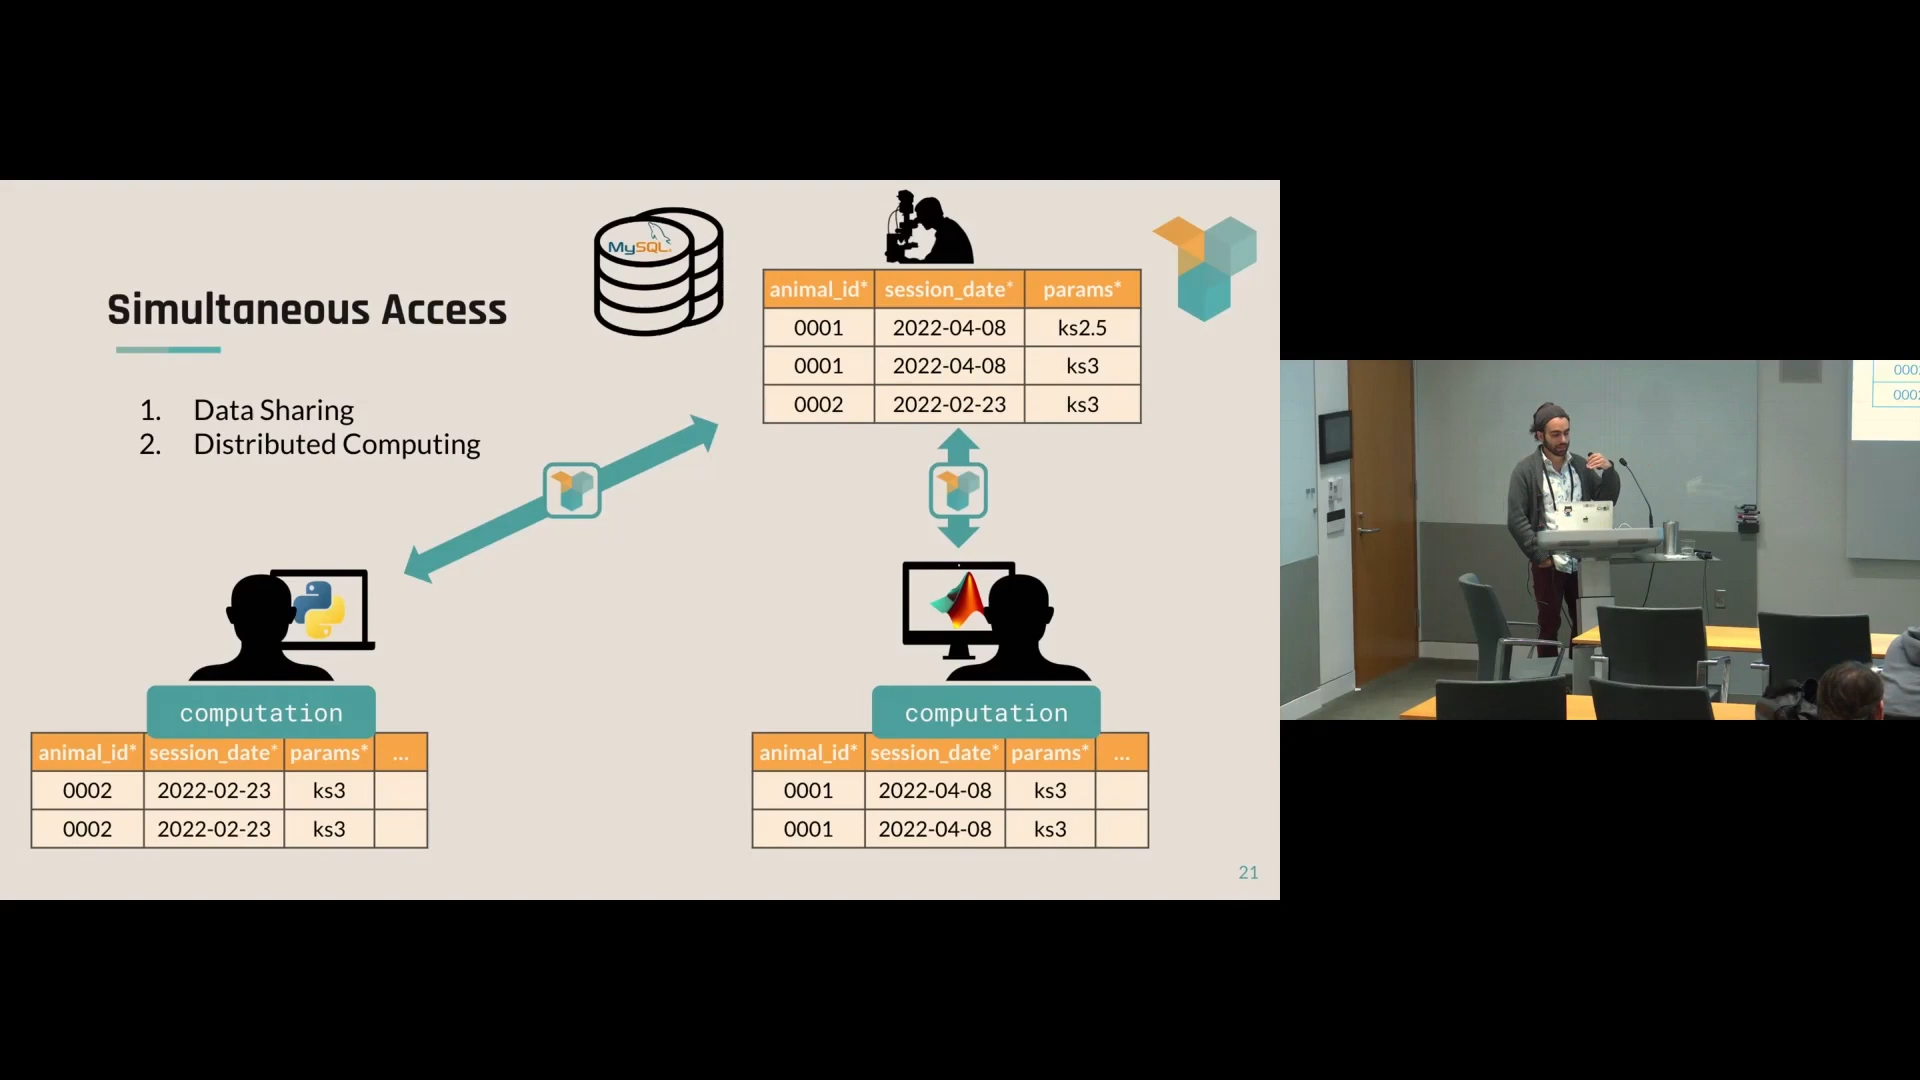 MySQL
Simultaneous Access
1. Data Sharing
2. Distributed Computing
animal_id* session_date* params*
0001 2022-04-08 ks2.5
0001 2022-04-08 ks3
0002 2022-02-23 ks3
computation
animal_id* session_date* params* ...
0002 2022-02-23 ks3
0002 2022-02-23 ks3
computation
animal_id* session_date* params* ...
0001 2022-04-08 ks3
0001 2022-04-08 ks3
21